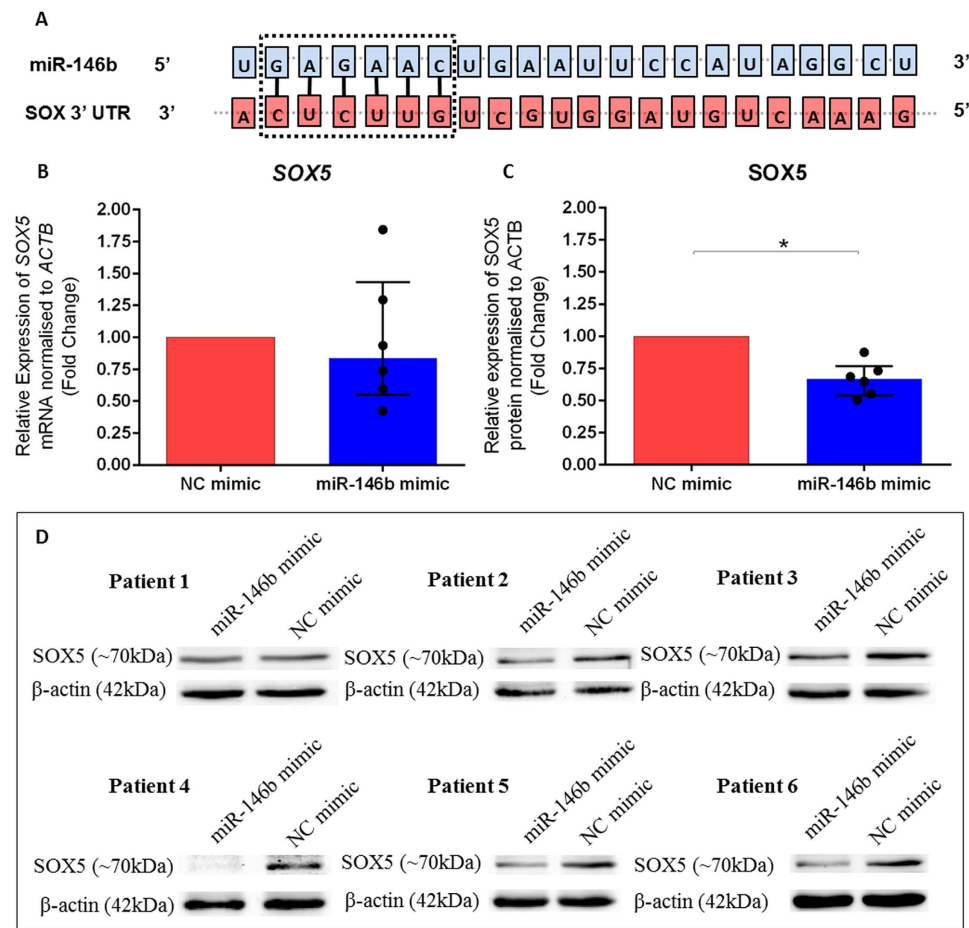 A
miR-146b 5’ U G A G A A C U G A A U U C C A U A G G C U 3’
SOX 3’ UTR 3’ A C U C U U G U C G U G G A U G U C A A A G 5’
B
SOX5
Relative Expression of SOX5
mRNA normalised to ACTB
(Fold Change)
2.00
1.75
1.50
1.25
1.00
0.75
0.50
0.25
0.00
NC mimic miR-146b mimic
C
SOX5
Relative expression of SOX5
protein normalised to ACTB
(Fold Change)
2.00
1.75
1.50
1.25
1.00
0.75
0.50
0.25
0.00
*
NC mimic miR-146b mimic
D
Patient 1
miR-146b mimic
NC mimic
SOX5 (~70kDa)
β-actin (42kDa)
Patient 2
miR-146b mimic
NC mimic
SOX5 (~70kDa)
β-actin (42kDa)
Patient 3
miR-146b mimic
NC mimic
SOX5 (~70kDa)
β-actin (42kDa)
Patient 4
miR-146b mimic
NC mimic
SOX5 (~70kDa)
β-actin (42kDa)
Patient 5
miR-146b mimic
NC mimic
SOX5 (~70kDa)
β-actin (42kDa)
Patient 6
miR-146b mimic
NC mimic
SOX5 (~70kDa)
β-actin (42kDa)